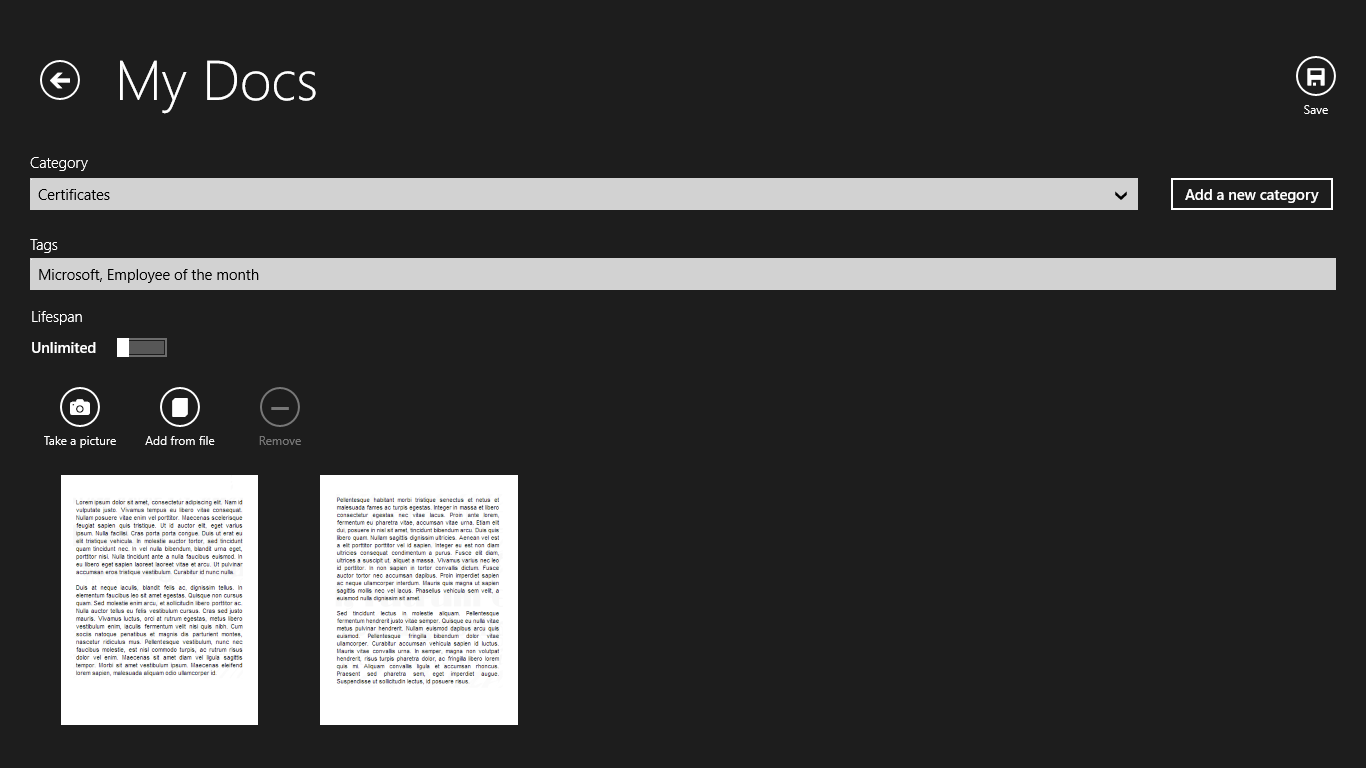 My Docs
Save
Category
Certificates
Add a new category
Tags
Microsoft, Employee of the month
Lifespan
Unlimited
Take a picture
Add from file
Remove
Lorem ipsum dolor sit amet, consectetur adipiscing elit. Nam id
vulputate justo. Vivamus tempus eu libero vitae consequat.
Nullam posuere vitae enim vel porttitor. Maecenas scelerisque
feugiat sapien quis tristique. Ut id auctor elit, eget varius
ipsum. Nulla facilisi. Cras porta porta congue. Duis ut erat eu
elit tristique vehicula. In molestie auctor tortor, sed tincidunt
quam tincidunt nec. In vel nulla bibendum, blandit urna eget,
porttitor nisi. Nulla tincidunt ante a nulla faucibus euismod. In
eu libero eget sapien laoreet laoreet vitae et arcu. Ut pulvinar
accumsan eros tristique vestibulum. Curabitur id nunc nulla.
Duis at neque iaculis, blandit felis ac, dignissim tellus. In
elementum faucibus leo sit amet egestas. Quisque non cursus
quam. Sed molestie enim arcu, et sollicitudin libero porttitor ac.
Nulla auctor tellus eu felis vestibulum cursus. Cras sed justo
mauris. Vivamus luctus, orci at rutrum egestas, metus libero
vestibulum enim, iaculis fermentum velit nisi quis nibh. Cum
sociis natoque penatibus et magnis dis parturient montes,
nascetur ridiculus mus. Pellentesque vestibulum, nunc nec
faucibus molestie, est nisl commodo turpis, ac rutrum risus
dolor vel enim. Maecenas sit amet diam vel ligula sagittis
tempor. Morbi sit amet vestibulum ipsum. Maecenas eleifend
lorem sapien, malesuada aliquam odio ullamcorper id.
Pellentesque habitant morbi tristique senectus et netus et
malesuada fames ac turpis egestas. Integer in massa et libero
consectetur egestas nec vitae lacus. Proin ante lorem,
fermentum eu pharetra vitae, accumsan vitae urna. Etiam elit
dui, posuere in nisl sit amet, tincidunt bibendum arcu. Duis quis
libero quam. Nullam sagittis dignissim ultricies. Aenean vel est
a elit porttitor porttitor vel id sapien. Integer eu est non diam
ultricies consequat condimentum a purus. Fusce elit diam,
ultrices a suscipit ut, aliquet a massa. Vivamus varius nec leo
id porttitor. In non sapien in tortor convallis dictum. Fusce
auctor tortor nec accumsan dapibus. Proin imperdiet sapien
ac neque ullamcorper interdum. Mauris quis magna ut sapien
sagittis mollis nec vel lacus. Phasellus vehicula sem velit, a
euismod nulla dignissim sit amet.
Sed tincidunt lectus in molestie aliquam. Pellentesque
fermentum hendrerit justo vitae semper. Quisque eu nulla vitae
metus pulvinar hendrerit. Nullam euismod dapibus arcu quis
euismod. Pellentesque fringilla bibendum dolor vitae
ullamcorper. Curabitur accumsan vehicula sapien id luctus.
Mauris vitae convallis urna. In semper, magna non volutpat
hendrerit, risus turpis pharetra dolor, ac fringilla libero lorem
quis mi. Aliquam convallis ligula et accumsan rhoncus.
Praesent sed pharetra sem, eget imperdiet augue.
Suspendisse ut sollicitudin lectus, id posuere risus.